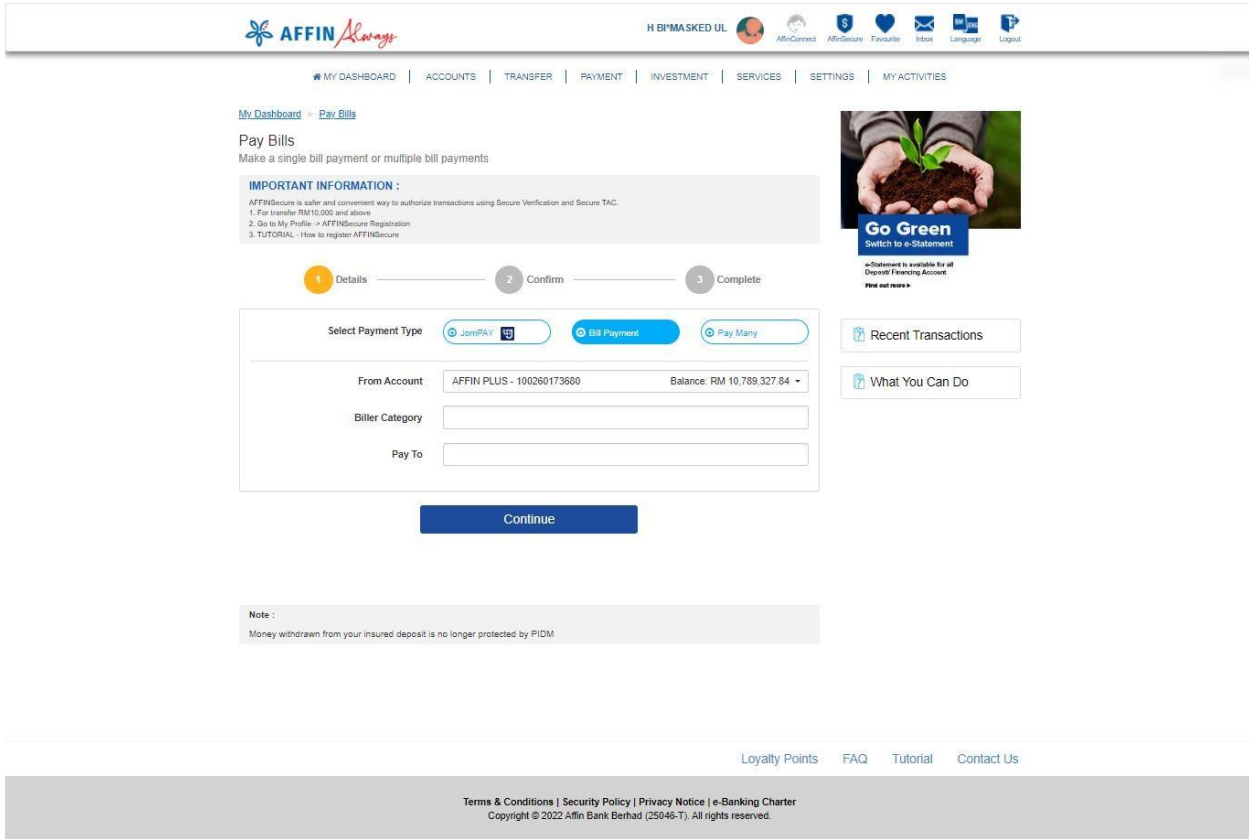 AFFIN Always
H BI*MASKED UL
AffinConnect
AffinSecure
Favourite
Inbox
BM ENG
Language
Logout
MY DASHBOARD | ACCOUNTS | TRANSFER | PAYMENT | INVESTMENT | SERVICES | SETTINGS | MY ACTIVITIES
My Dashboard > Pay Bills
Pay Bills
Make a single bill payment or multiple bill payments
IMPORTANT INFORMATION :
AFFINSecure is safer and convenient way to authorize transactions using Secure Verification and Secure TAC.
1. For transfer RM10,000 and above
2. Go to My Profile -> AFFINSecure Registration
3. TUTORIAL - How to register AFFINSecure
1 Details
2 Confirm
3 Complete
Select Payment Type
JomPAY
Bill Payment
Pay Many
From Account
AFFIN PLUS - 100260173680
Balance: RM 10,789,327.84
Biller Category
Pay To
Continue
Note :
Money withdrawn from your insured deposit is no longer protected by PIDM
Go Green
Switch to e-Statement
e-Statement is available for all
Deposit/ Financing Account
Find out more
Recent Transactions
What You Can Do
Loyalty Points
FAQ
Tutorial
Contact Us
Terms & Conditions | Security Policy | Privacy Notice | e-Banking Charter
Copyright © 2022 Affin Bank Berhad (25046-T). All rights reserved.